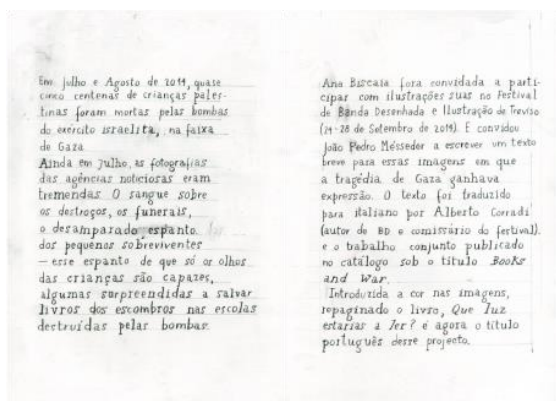 Em Julho e Agosto de 2014, quase
cinco centenas de crianças pales-
tinas foram mortas pelas bombas
do exército israelita, na faixa
de Gaza
Ainda em Julho, as fotografias
das agências noticiosas eram
tremendas. O sangue sobre
os destroços, os funerais,
o desamparado espanto
dos pequenos sobreviventes
— esse espanto de que só os olhos
das crianças são capazes,
algumas surpreendidas a salvar
livros dos escombros nas escolas
destruídas pelas bombas.
Ana Biscaia fora convidada a parti-
cipar com ilustrações suas no Festival
de Banda Desenhada e Ilustração de Treviso
(24-28 de Setembro de 2014). E convidou
João Pedro Mésseder a escrever um texto
breve para essas imagens em que
a tragédia de Gaza ganhava
expressão. O texto foi traduzido
para italiano por Alberto Corradi
(autor de BD e comissário do festival).
e o trabalho conjunto publicado
no catálogo sob o título Books
and War.
Introduzida a cor nas imagens,
repaginado o livro, Que luz
estarias a ler? é agora o título
português desse projecto.